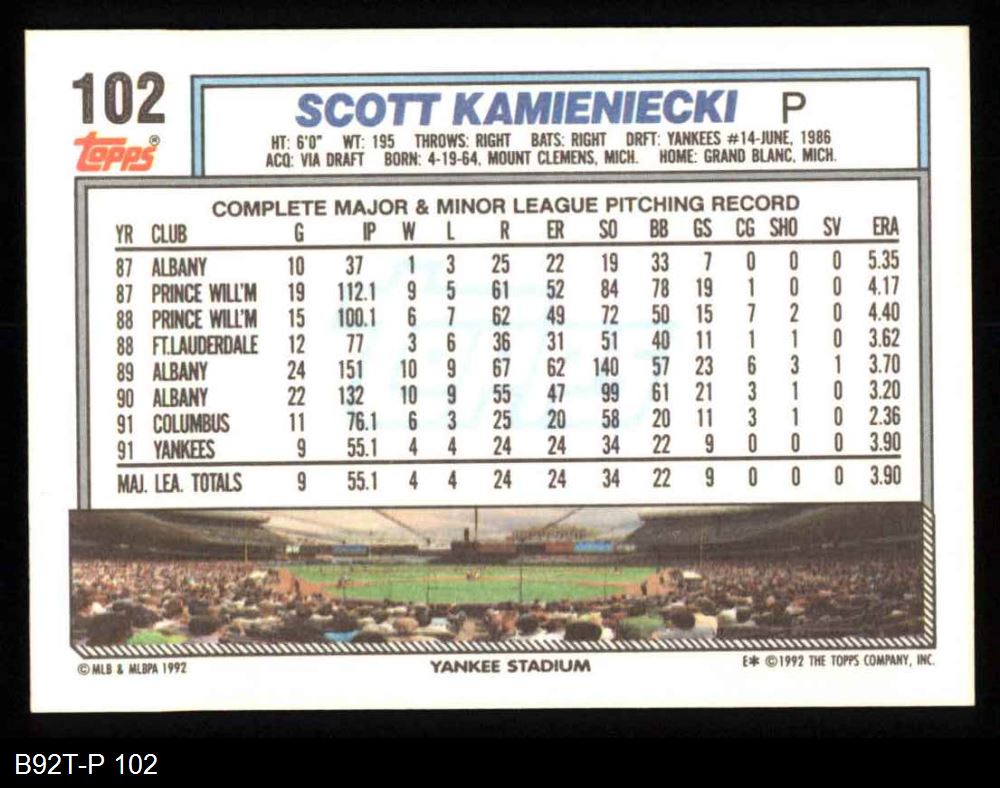 102
Topps®
SCOTT KAMIENIECKI P
HT: 6'0" WT: 195 THROWS: RIGHT BATS: RIGHT DRFT: YANKEES #14-JUNE, 1986
ACQ: VIA DRAFT BORN: 4-19-64, MOUNT CLEMENS, MICH. HOME: GRAND BLANC, MICH.
COMPLETE MAJOR & MINOR LEAGUE PITCHING RECORD
YR CLUB G IP W L R ER SO BB GS CG SHO SV ERA
87 ALBANY 10 37 1 3 25 22 19 33 7 0 0 0 5.35
87 PRINCE WILL'M 19 112.1 9 5 61 52 84 78 19 1 0 0 4.17
88 PRINCE WILL'M 15 100.1 6 7 62 49 72 50 15 7 2 0 4.40
88 FT.LAUDERDALE 12 77 3 6 36 31 51 40 11 1 1 0 3.62
89 ALBANY 24 151 10 9 67 62 140 57 23 6 3 1 3.70
90 ALBANY 22 132 10 9 55 47 99 61 21 3 1 0 3.20
91 COLUMBUS 11 76.1 6 3 25 20 58 20 11 3 1 0 2.36
91 YANKEES 9 55.1 4 4 24 24 34 22 9 0 0 0 3.90
MAJ. LEA. TOTALS 9 55.1 4 4 24 24 34 22 9 0 0 0 3.90
© MLB & MLBPA 1992 YANKEE STADIUM E* ©1992 THE TOPPS COMPANY, INC.
B92T-P 102